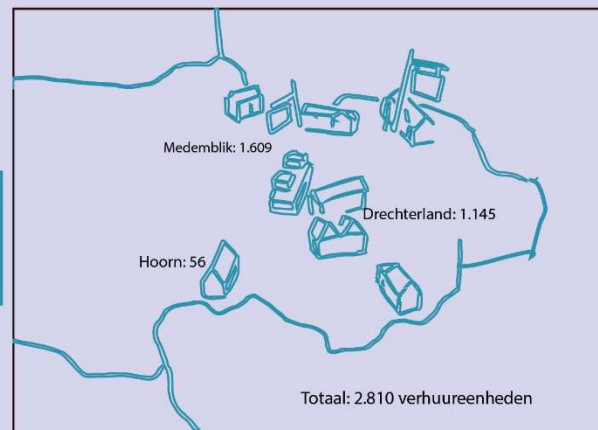 Medemblik: 1.609
Drechterland: 1.145
Hoorn: 56
Totaal: 2.810 verhuureenheden